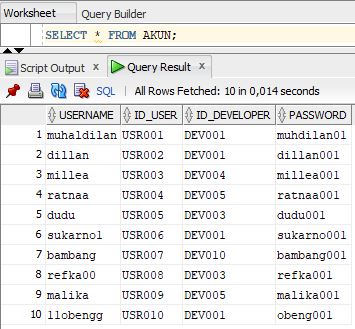 Worksheet Query Builder
SELECT * FROM AKUN;
Script Output × Query Result ×
SQL All Rows Fetched: 10 in 0,014 seconds
USERNAME ID_USER ID_DEVELOPER PASSWORD
1 muhaldilan USR001 DEV001 muhdilan01
2 dillan USR002 DEV001 dillan001
3 millea USR003 DEV004 millea001
4 ratnaa USR004 DEV005 ratnaa001
5 dudu USR005 DEV003 dudu001
6 sukarno1 USR006 DEV001 sukarno001
7 bambang USR007 DEV010 bambang001
8 refka00 USR008 DEV003 refka001
9 malika USR009 DEV005 malika001
10 llobengg USR010 DEV001 obeng001